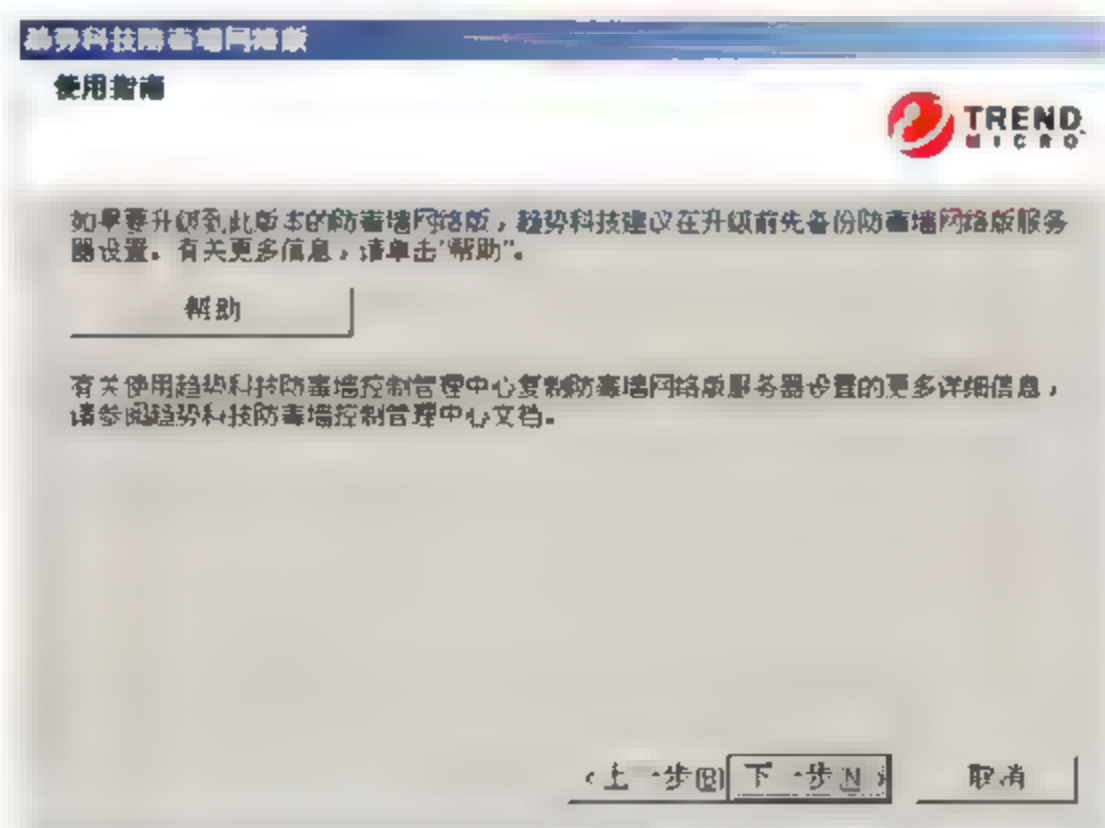 趋势科技防毒墙网络版
使用指南
TREND
MICRO
如果要升级到此版本的防毒墙网络版，趋势科技建议在升级前先备份防毒墙网络版服务
器设置。有关更多信息，请单击"帮助"。
帮助
有关使用趋势科技防毒墙控制管理中心复制防毒墙网络版服务器设置的更多详细信息，
请参阅趋势科技防毒墙控制管理中心文档。
<上一步(B) 下一步(N)> 取消